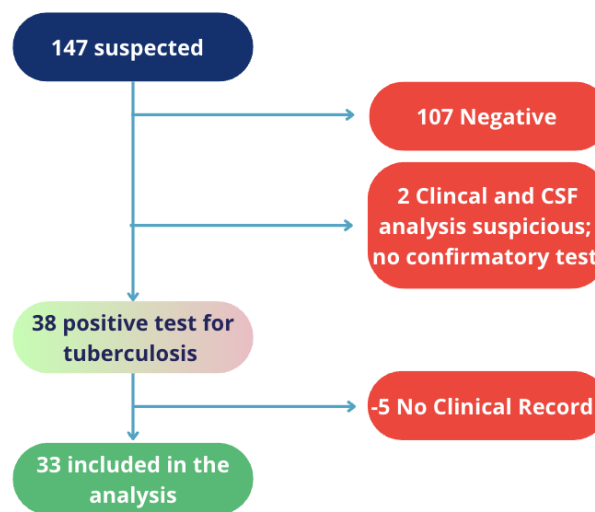 147 suspected
107 Negative
2 Clincal and CSF
analysis suspicious;
no confirmatory test
38 positive test for
tuberculosis
-5 No Clinical Record
33 included in the
analysis